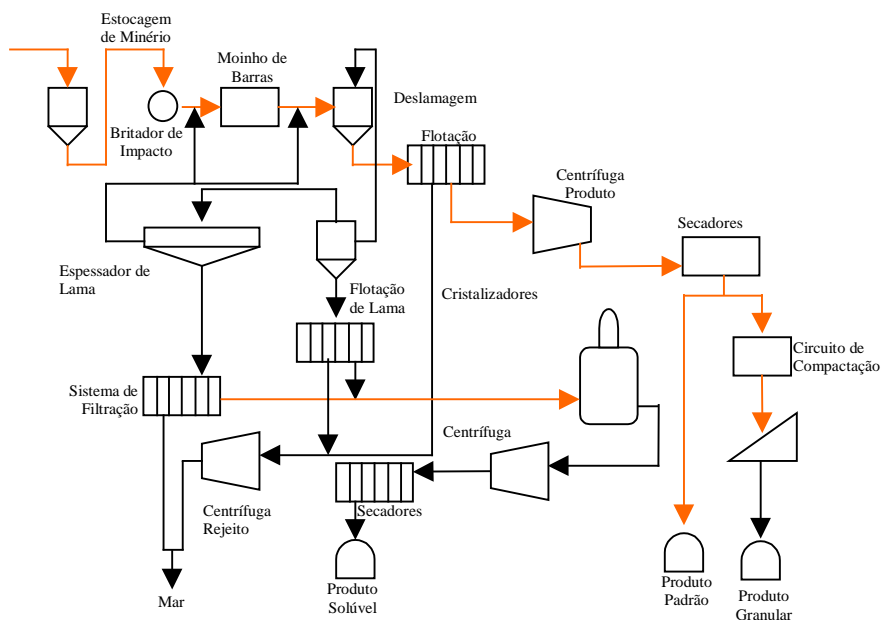 Estocagem
de Minério
Moinho de
Barras
Deslamagem
Britador de
Impacto
Flotação
Centrífuga
Produto
Secadores
Espessador de
Lama
Flotação
de Lama
Cristalizadores
Circuito de
Compactação
Sistema de
Filtração
Centrífuga
Centrífuga
Rejeito
Secadores
Mar
Produto
Solúvel
Produto
Padrão
Produto
Granular